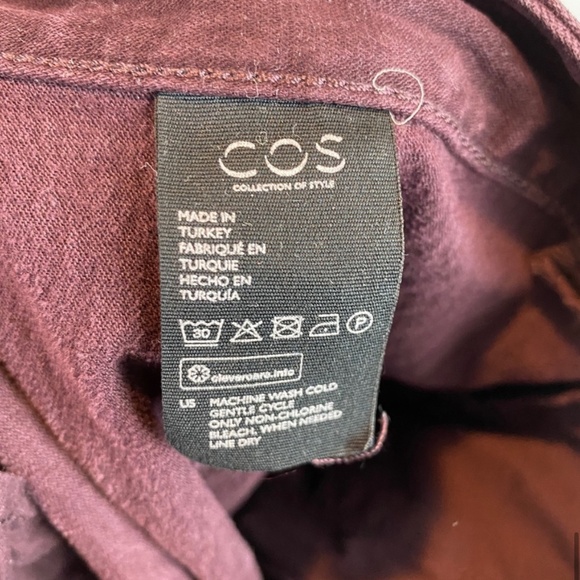 COS
COLLECTION OF STYLE
MADE IN
TURKEY
FABRIQUÉ EN
TURQUIE
HECHO EN
TURQUÍA
30 P
clevercare.info
US MACHINE WASH COLD
GENTLE CYCLE
ONLY NON-CHLORINE
BLEACH, WHEN NEEDED
LINE DRY